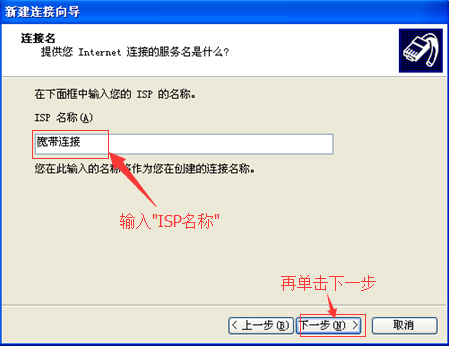 新建连接向导
连接名
提供您 Internet 连接的服务名是什么?
在下面框中输入您的 ISP 的名称。
ISP 名称(A)
宽带连接
您在此输入的名称将作为您在创建的连接名称。
输入"ISP名称"
再单击下一步
< 上一步(B) 下一步(N) > 取消